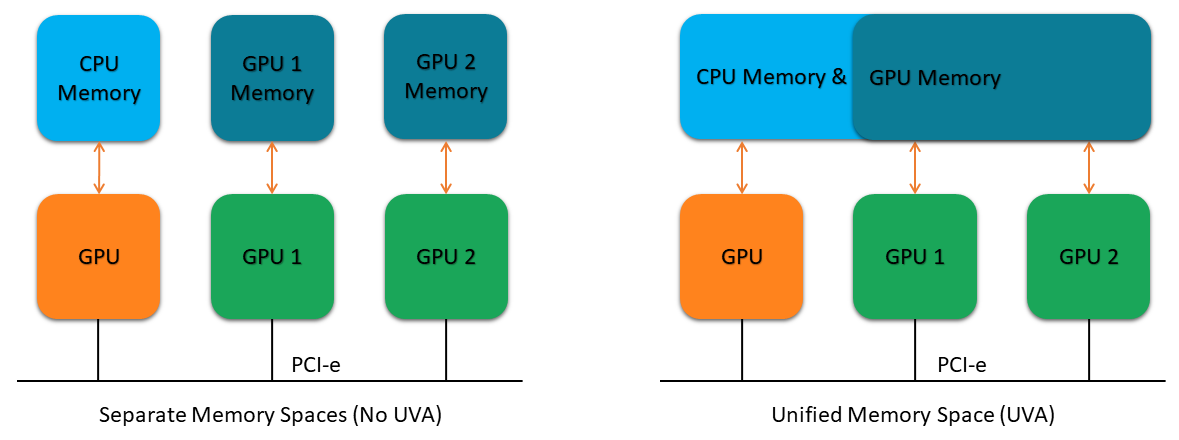 CPU
Memory
GPU 1
Memory
GPU 2
Memory
GPU
GPU 1
GPU 2
PCI-e
Separate Memory Spaces (No UVA)
CPU Memory & GPU Memory
GPU
GPU 1
GPU 2
PCI-e
Unified Memory Space (UVA)